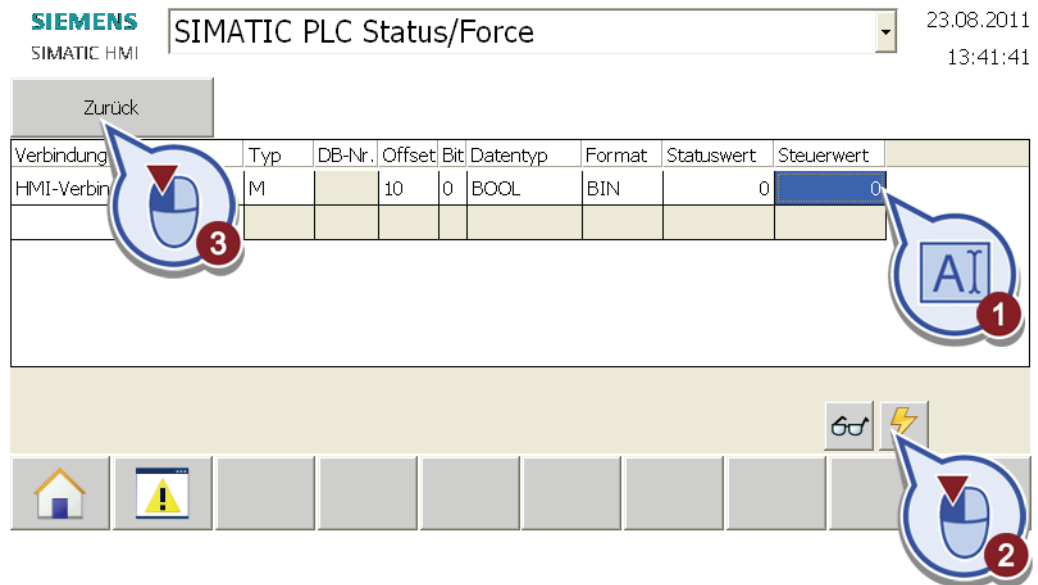 SIEMENS
SIMATIC HMI
SIMATIC PLC Status/Force
23.08.2011
13:41:41
Zurück
Verbindung Typ DB-Nr. Offset Bit Datentyp Format Statuswert Steuerwert
HMI-Verbin M 10 0 BOOL BIN 0 0
3
AI
1
2